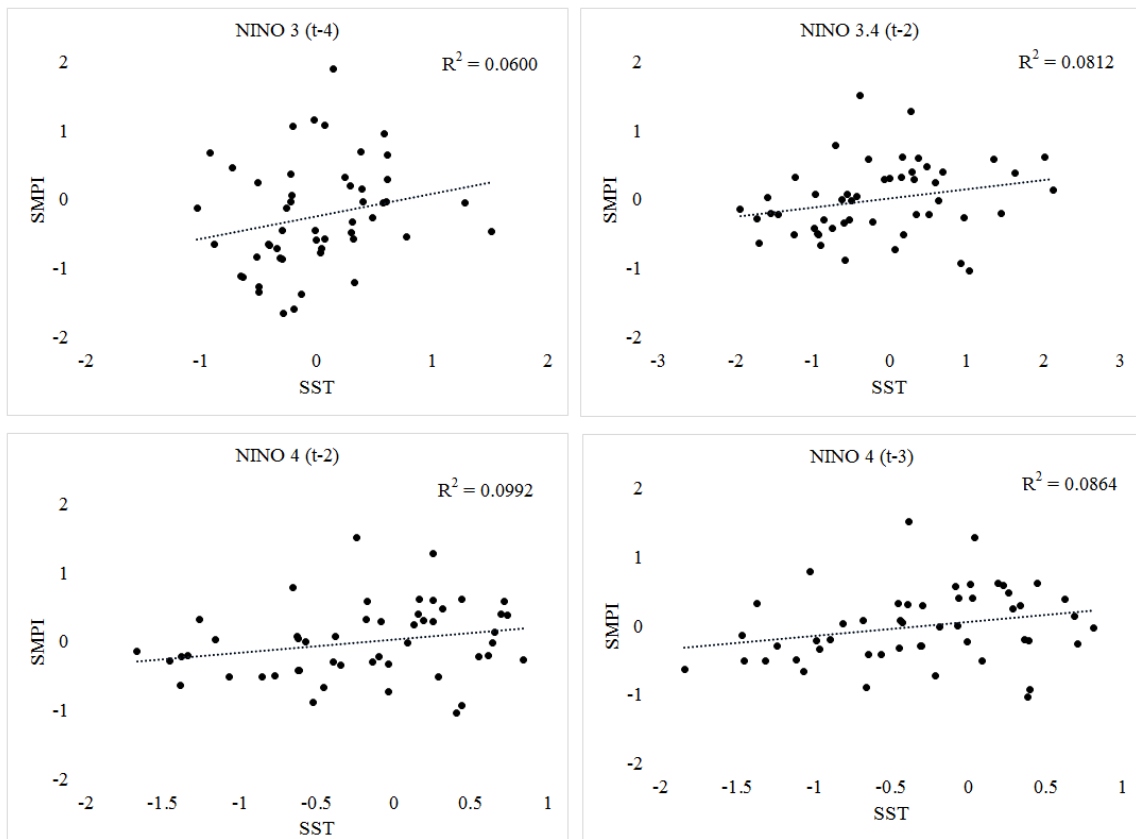 NINO 3 (t-4)
R² = 0.0600
2
1
0
-1
-2
SMPI
-2
-1
0
1
2
SST
NINO 3.4 (t-2)
R² = 0.0812
2
1
0
-1
-2
SMPI
-3
-2
-1
0
1
2
3
SST
NINO 4 (t-2)
R² = 0.0992
2
1
0
-1
-2
SMPI
-2
-1.5
-1
-0.5
0
0.5
1
SST
NINO 4 (t-3)
R² = 0.0864
2
1
0
-1
-2
SMPI
-2
-1.5
-1
-0.5
0
0.5
1
SST